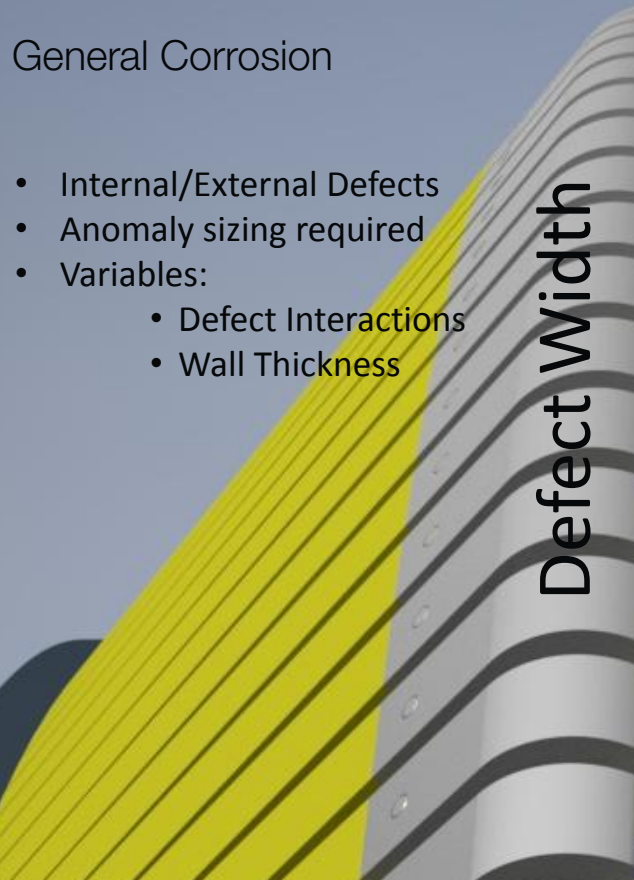 General Corrosion
• Internal/External Defects
• Anomaly sizing required
• Variables:
• Defect Interactions
• Wall Thickness
Defect Width